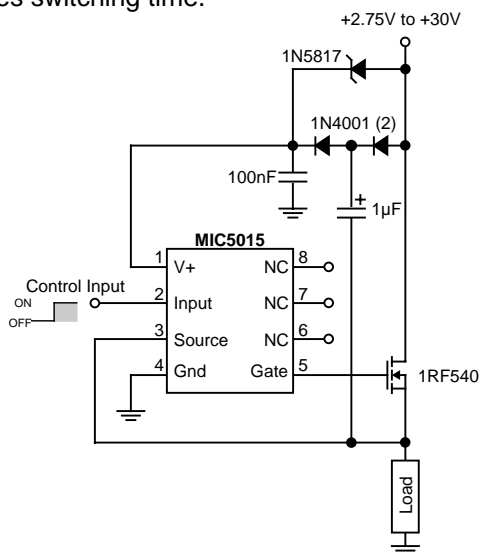 es switching time.
+2.75V to +30V
1N5817
1N4001 (2)
100nF
+
1µF
MIC5015
Control Input
ON
OFF
1 V+ NC 8
2 Input NC 7
3 Source NC 6
4 Gnd Gate 5
1RF540
Load